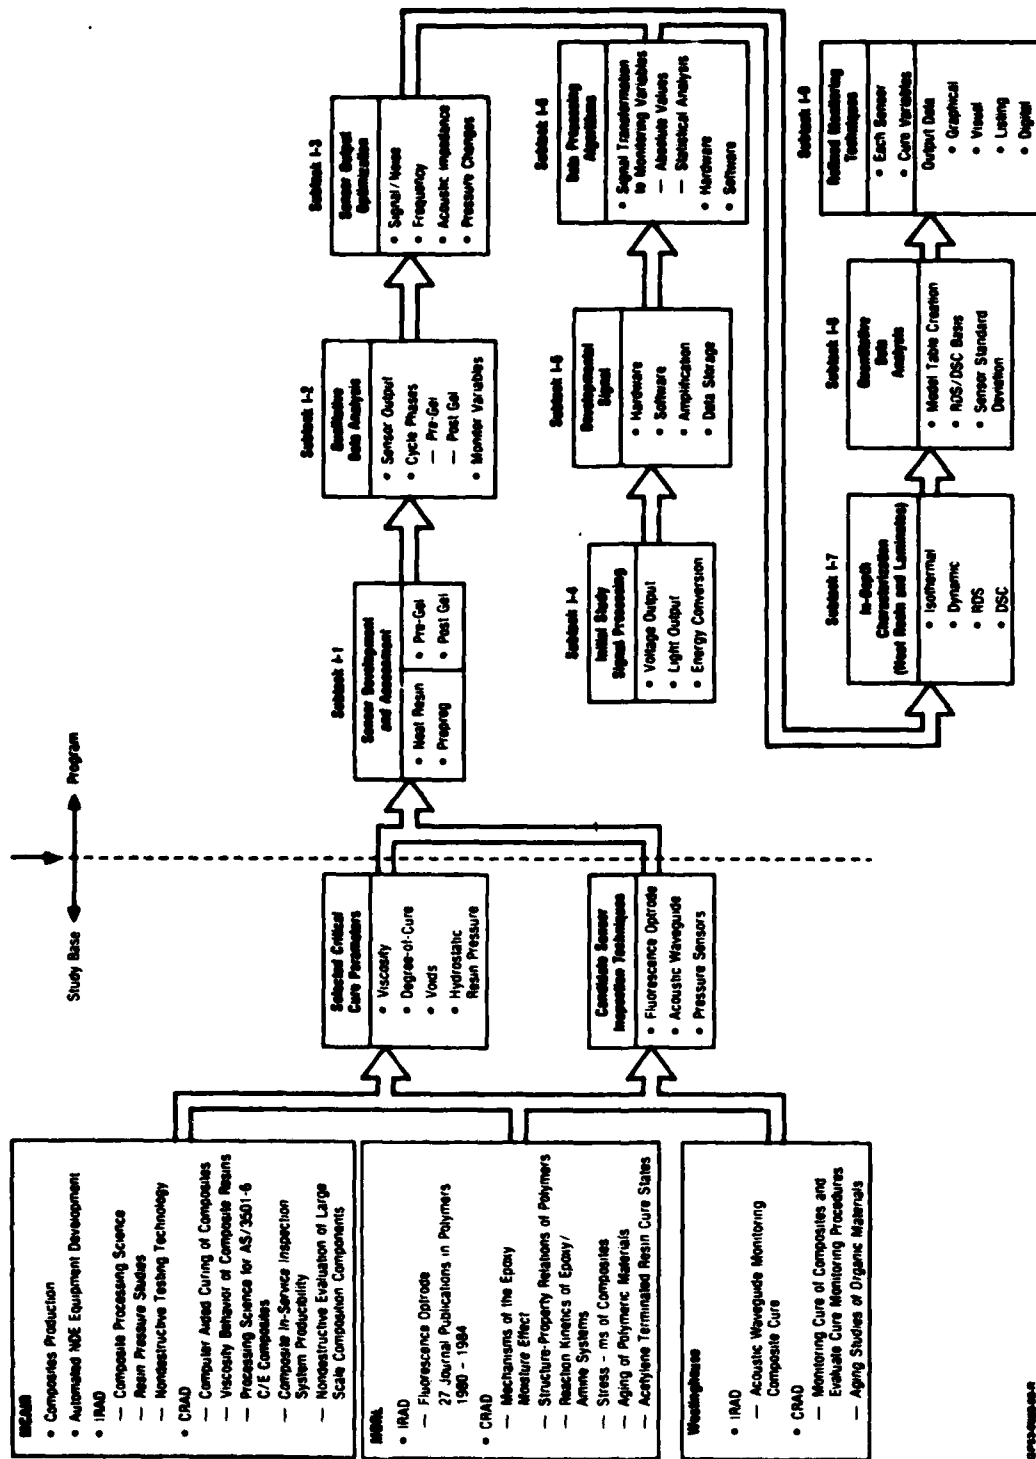 Study Base
Program
MCAIR
• Composites Production
• Automated NDE Equipment Development
• IRAD
— Composite Processing Science
— Resin Pressure Studies
— Nondestructive Testing Technology
• CRAD
— Computer Aided Curing of Composites
— Viscosity Behavior of Composite Resins
— Processing Science for AS/3501-6
C/E Composites
— Composite In-Service Inspection
System Producibility
— Nondestructive Evaluation of Large
Scale Composition Components
MDRL
• IRAD
— Fluorescence Optrode
27 Journal Publications in Polymers
1980 - 1984
• CRAD
— Mechanisms of the Epoxy
Moisture Effect
— Structure-Property Relations of Polymers
— Reaction Kinetics of Epoxy/
Amine Systems
— Stress - ms of Composites
— Aging of Polymeric Materials
— Acetylene Terminated Resin Cure States
Westinghouse
• IRAD
— Acoustic Waveguide Monitoring
Composite Cure
• CRAD
— Monitoring Cure of Composites and
Evaluate Cure Monitoring Procedures
— Aging Studies of Organic Materials
Selected Critical
Cure Parameters
• Viscosity
• Degree-of-Cure
• Voids
• Hydrostatic
Resin Pressure
Candidate Sensor
Inspection Techniques
• Fluorescence Optrode
• Acoustic Waveguide
• Pressure Sensors
Subtask I-1
Sensor Development
and Assessment
• Neat Resin
• Prepreg
• Pre-Gel
• Post Gel
Subtask I-2
Qualitative
Data Analysis
• Sensor Output
• Cycle Phases
— Pre-Gel
— Post Gel
• Monitor Variables
Subtask I-3
Sensor Output
Optimization
• Signal/Noise
• Frequency
• Acoustic Impedance
• Pressure Changes
Subtask I-4
Initial Study
Signal Processing
• Voltage Output
• Light Output
• Energy Conversion
Subtask I-5
Developmental
Signal
• Hardware
• Software
• Amplification
• Data Storage
Subtask I-6
Data Processing
Algorithms
• Signal Transformation
to Monitoring Variables
— Absolute Values
— Statistical Analysis
• Hardware
• Software
Subtask I-7
In-Depth
Characterization
(Neat Resin and Laminates)
• Isothermal
• Dynamic
• RDS
• DSC
Subtask I-8
Quantitative
Data
Analysis
• Model Table Creation
• RDS/DSC Basis
• Sensor Standard
Deviation
Subtask I-9
Refined Monitoring
Techniques
• Each Sensor
• Cure Variables
Output Data
• Graphical
• Visual
• Listing
• Digital